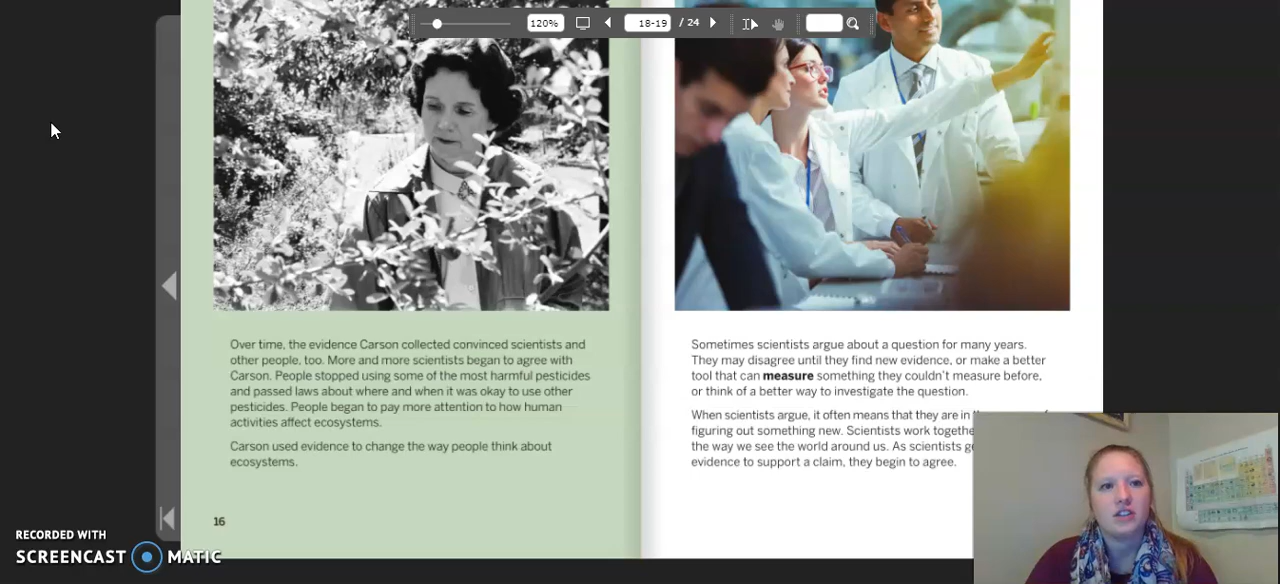 120%
18-19 / 24
Over time, the evidence Carson collected convinced scientists and
other people, too. More and more scientists began to agree with
Carson. People stopped using some of the most harmful pesticides
and passed laws about where and when it was okay to use other
pesticides. People began to pay more attention to how human
activities affect ecosystems.
Carson used evidence to change the way people think about
ecosystems.
16
Sometimes scientists argue about a question for many years.
They may disagree until they find new evidence, or make a better
tool that can measure something they couldn't measure before,
or think of a better way to investigate the question.
When scientists argue, it often means that they are in
figuring out something new. Scientists work
the way we see the world around us. As scientists
evidence to support a claim, they begin to agree.
RECORDED WITH
SCREENCAST MATIC